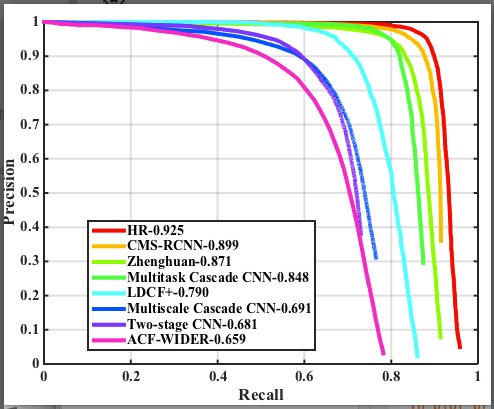 1
0.9
0.8
0.7
0.6
0.5
0.4
0.3
0.2
0.1
0
Precision
HR-0.925
CMS-RCNN-0.899
Zhenghuan-0.871
Multitask Cascade CNN-0.848
LDCF+-0.790
Multiscale Cascade CNN-0.691
Two-stage CNN-0.681
ACF-WIDER-0.659
0 0.2 0.4 0.6 0.8 1
Recall